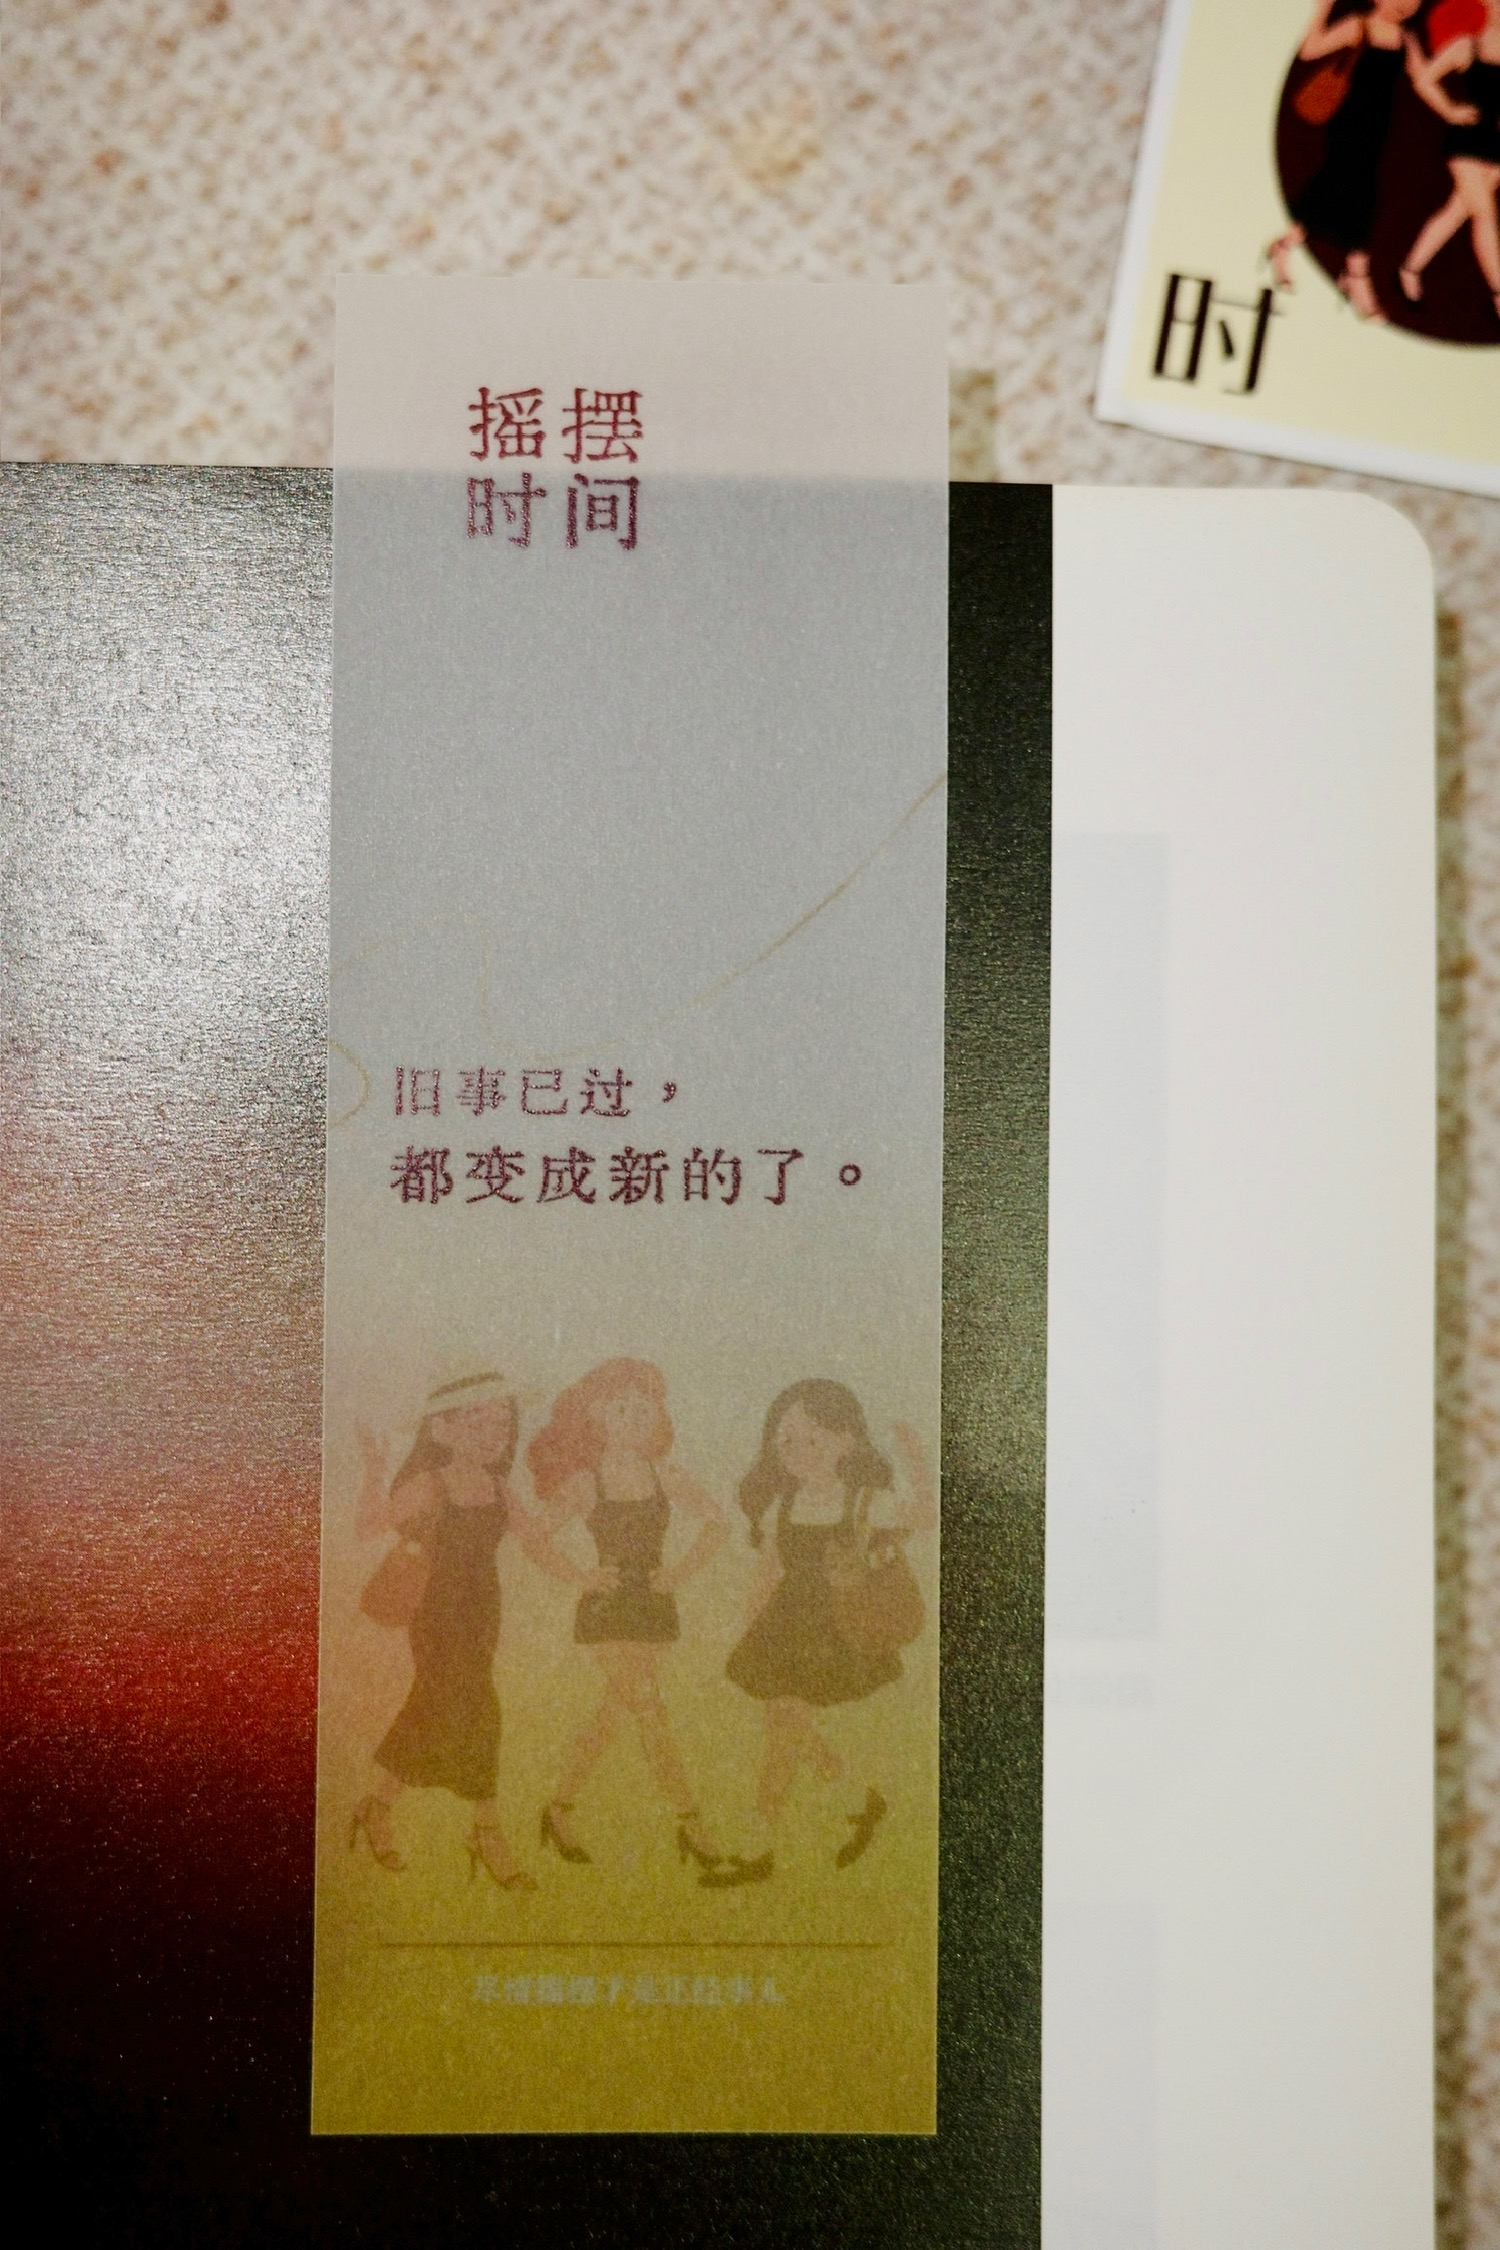 摇摆
时间
旧事已过，
都变成新的了。
时